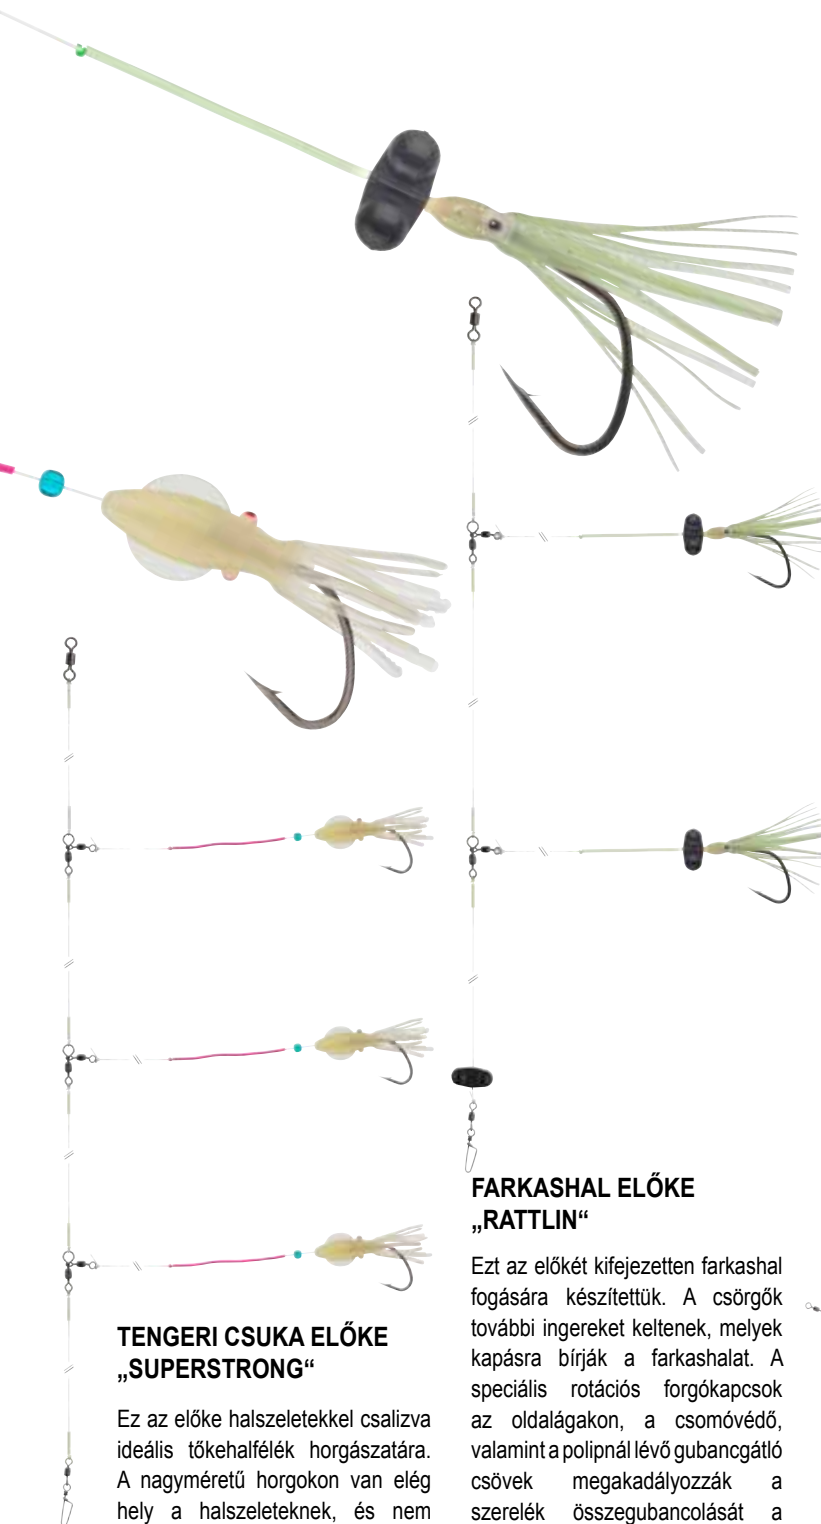 TENGERI CSUKA ELŐKE
„SUPERSTRONG“
Ez az előke halszeletekkel csalizva
ideális tőkehalfélék horgászatára.
A nagyméretű horgokon van elég
hely a halszeleteknek, és nem
FARKASHAL ELŐKE
„RATTLIN“
Ezt az előkét kifejezetten farkashal
fogására készítettük. A csörgők
további ingereket keltenek, melyek
kapásra bírják a farkashalat. A
speciális rotációs forgókapcsok
az oldalágakon, a csomóvédő,
valamint a polipnál lévő gubancgátló
csövek megakadályozzák a
szerelék összegubancolását a